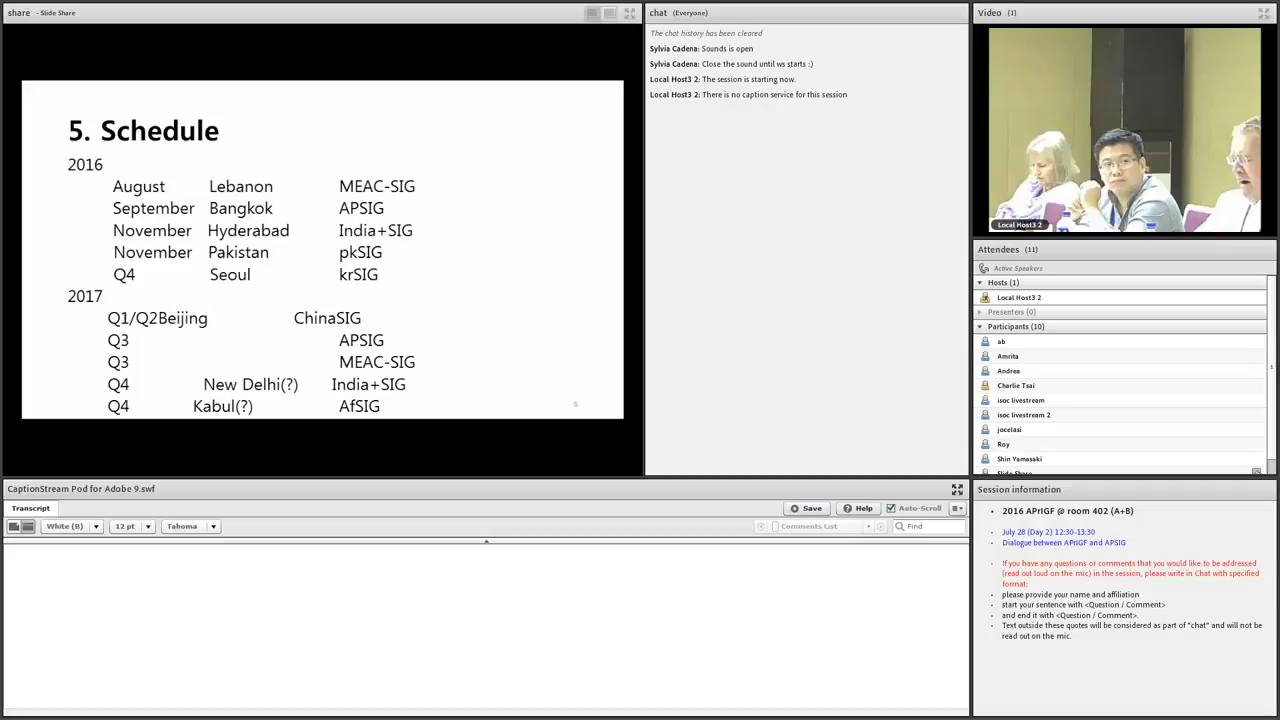 share - Slide Share
5. Schedule
2016
August Lebanon MEAC-SIG
September Bangkok APSIG
November Hyderabad India+SIG
November Pakistan pkSIG
Q4 Seoul krSIG
2017
Q1/Q2Beijing ChinaSIG
Q3 APSIG
Q3 MEAC-SIG
Q4 New Delhi(?) India+SIG
Q4 Kabul(?) AfSIG
6
chat (Everyone)
The chat history has been cleared
Sylvia Cadena: Sounds is open
Sylvia Cadena: Close the sound until ws starts :)
Local Host3 2: The session is starting now.
Local Host3 2: There is no caption service for this session
Video (1)
Local Host3 2
Attendees (11)
Active Speakers
Hosts (1)
Local Host3 2
Presenters (0)
Participants (10)
ab
Amrita
Andrea
Charlie Tsai
isoc livestream
isoc livestream 2
jocelasi
Roy
Shin Yamasaki
Slide Share
CaptionStream Pod for Adobe 9.swf
Transcript
Save
Help
Auto-Scroll
White (B)
12 pt
Tahoma
Comments List
Find
Session information
• 2016 APrIGF @ room 402 (A+B)
• July 28 (Day 2) 12:30-13:30
• Dialogue between APrIGF and APSIG
• If you have any questions or comments that you would like to be addressed
(read out loud on the mic) in the session, please write in Chat with specified
format:
• please provide your name and affiliation
• start your sentence with <Question / Comment>
• and end it with <Question / Comment>.
• Text outside these quotes will be considered as part of "chat" and will not be
read out on the mic.